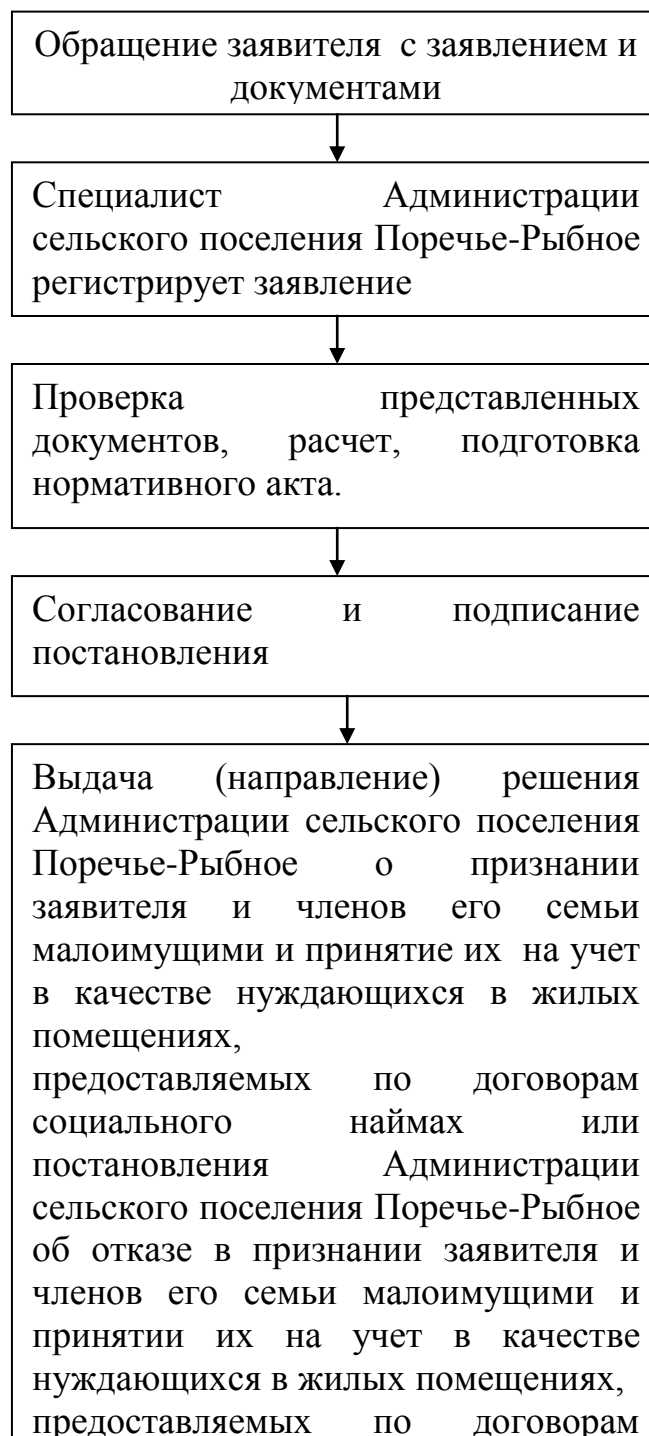 Обращение заявителя с заявлением и
документами
Специалист Администрации
сельского поселения Поречье-Рыбное
регистрирует заявление
Проверка представленных
документов, расчет, подготовка
нормативного акта.
Согласование и подписание
постановления
Выдача (направление) решения
Администрации сельского поселения
Поречье-Рыбное о признании
заявителя и членов его семьи
малоимущими и принятие их на учет
в качестве нуждающихся в жилых
помещениях,
предоставляемых по договорам
социального наймах или
постановления Администрации
сельского поселения Поречье-Рыбное
об отказе в признании заявителя и
членов его семьи малоимущими и
принятии их на учет в качестве
нуждающихся в жилых помещениях,
предоставляемых по договорам